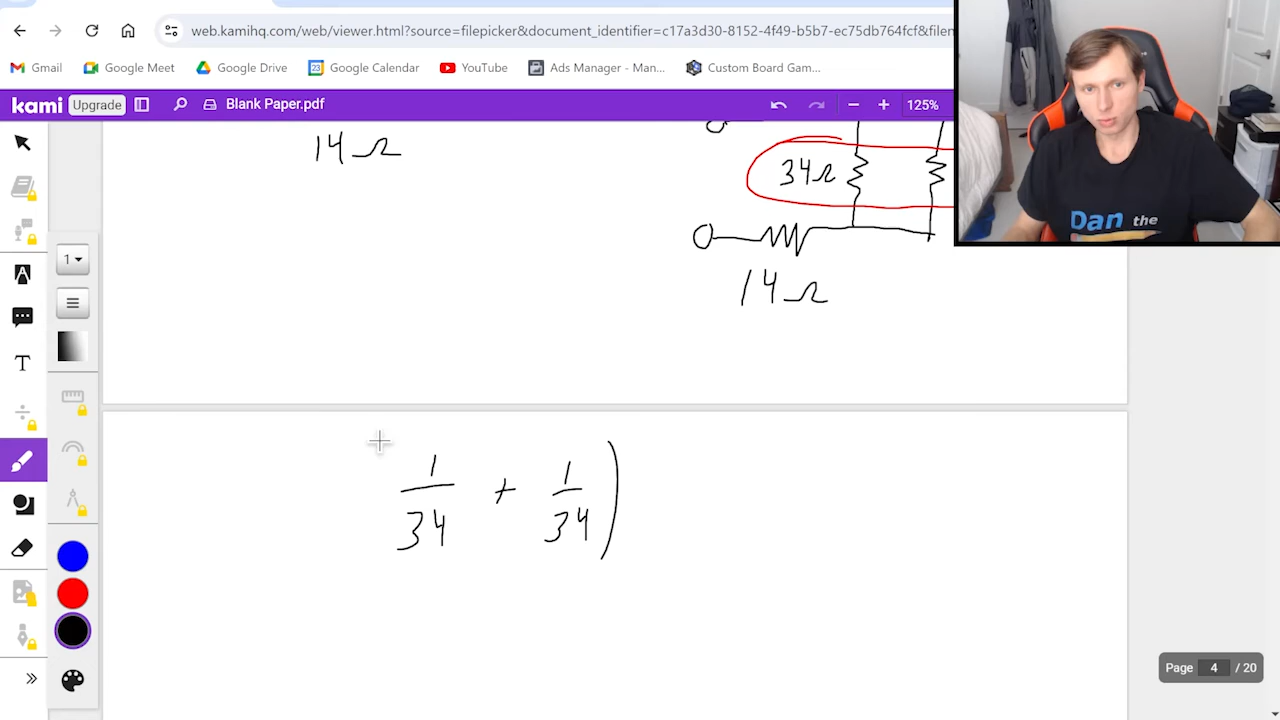 web.kamihq.com/web/viewer.html?source=filepicker&document_identifier=c17a3d30-8152-4f49-b5b7-ec75db764fcf&filen
Gmail Google Meet Google Drive 23 Google Calendar YouTube Ads Manager - Man... Custom Board Gam...
kami Upgrade Blank Paper.pdf 125%
14Ω
34Ω
14Ω
Dan the
A
1
T
1/34 + 1/34)
Page 4 / 20